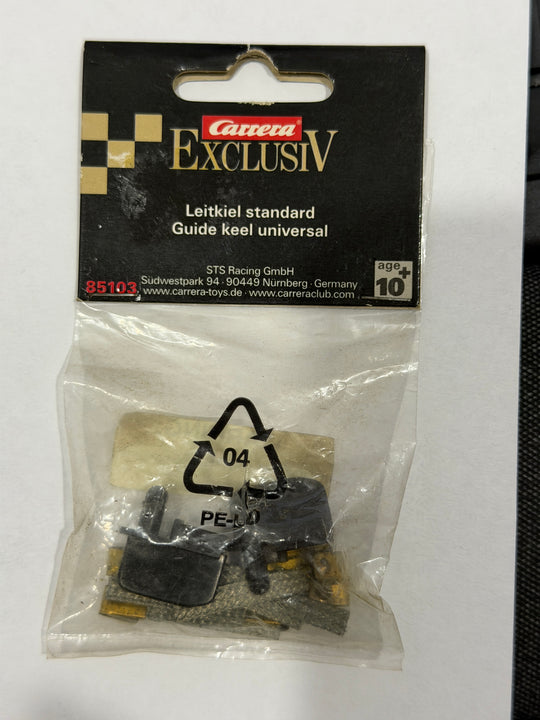 Carrera
EXCLUSIV
Leitkiel standard
Guide keel universal
STS Racing GmbH
Südwestpark 94 · 90449 Nürnberg · Germany
www.carrera-toys.de · www.carreraclub.com
85103
age
10+
04